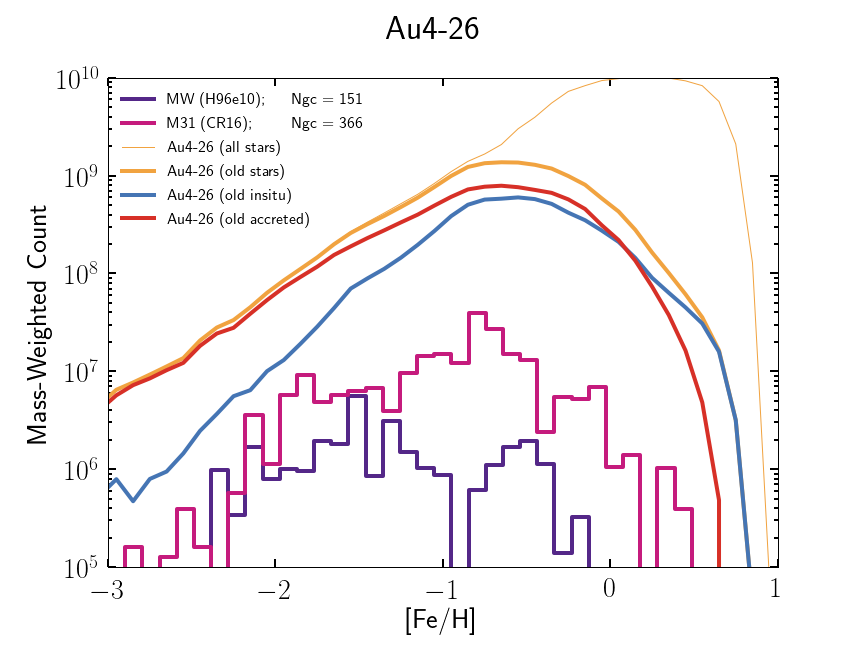 Au4-26
Mass-Weighted Count
10^10
10^9
10^8
10^7
10^6
10^5
MW (H96e10); Ngc = 151
M31 (CR16); Ngc = 366
Au4-26 (all stars)
Au4-26 (old stars)
Au4-26 (old insitu)
Au4-26 (old accreted)
−3 −2 −1 0 1
[Fe/H]